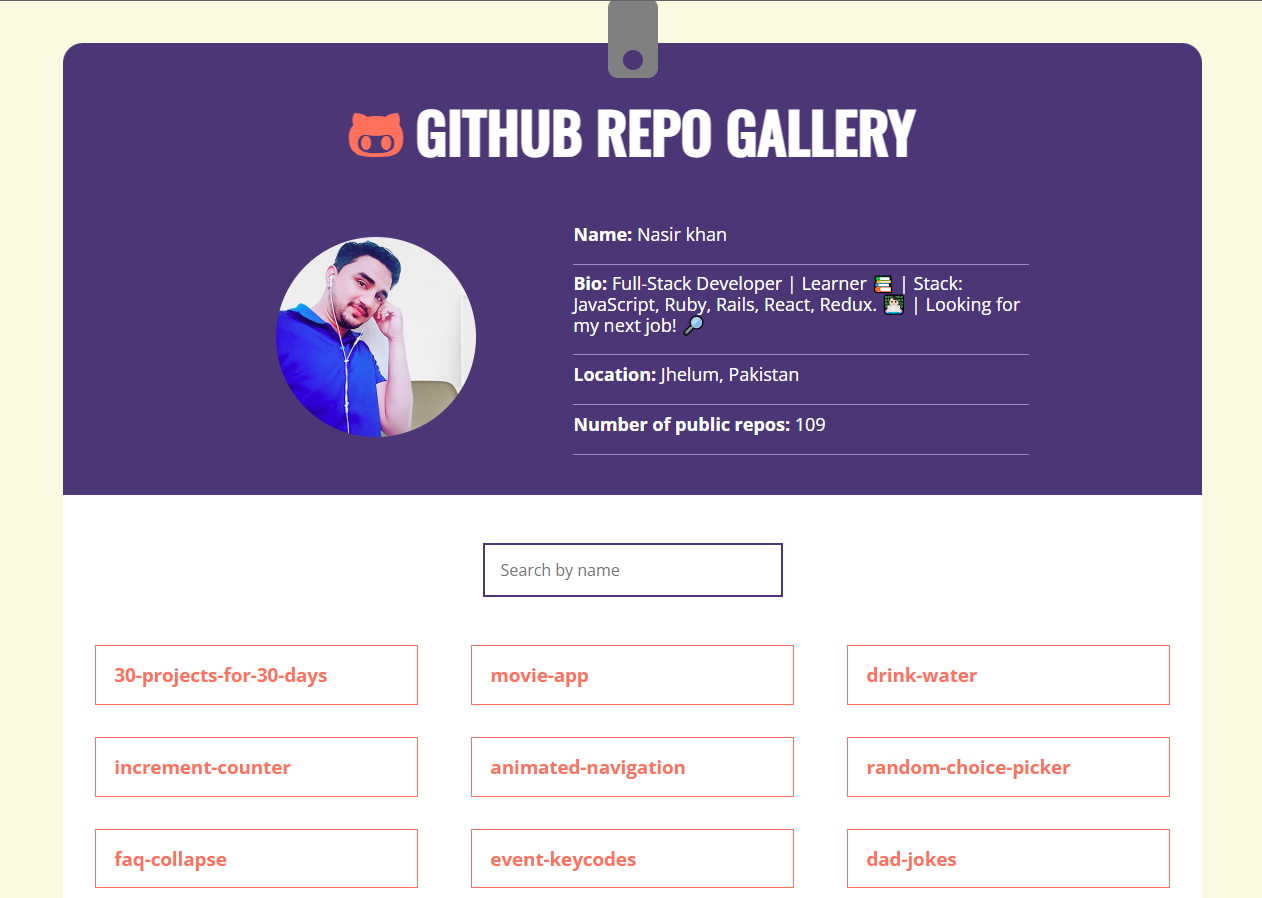 GITHUB REPO GALLERY
Name: Nasir khan
Bio: Full-Stack Developer | Learner 📚 | Stack:
JavaScript, Ruby, Rails, React, Redux. 👨🏻‍💻 | Looking for
my next job! 🔎
Location: Jhelum, Pakistan
Number of public repos: 109
Search by name
30-projects-for-30-days
movie-app
drink-water
increment-counter
animated-navigation
random-choice-picker
faq-collapse
event-keycodes
dad-jokes